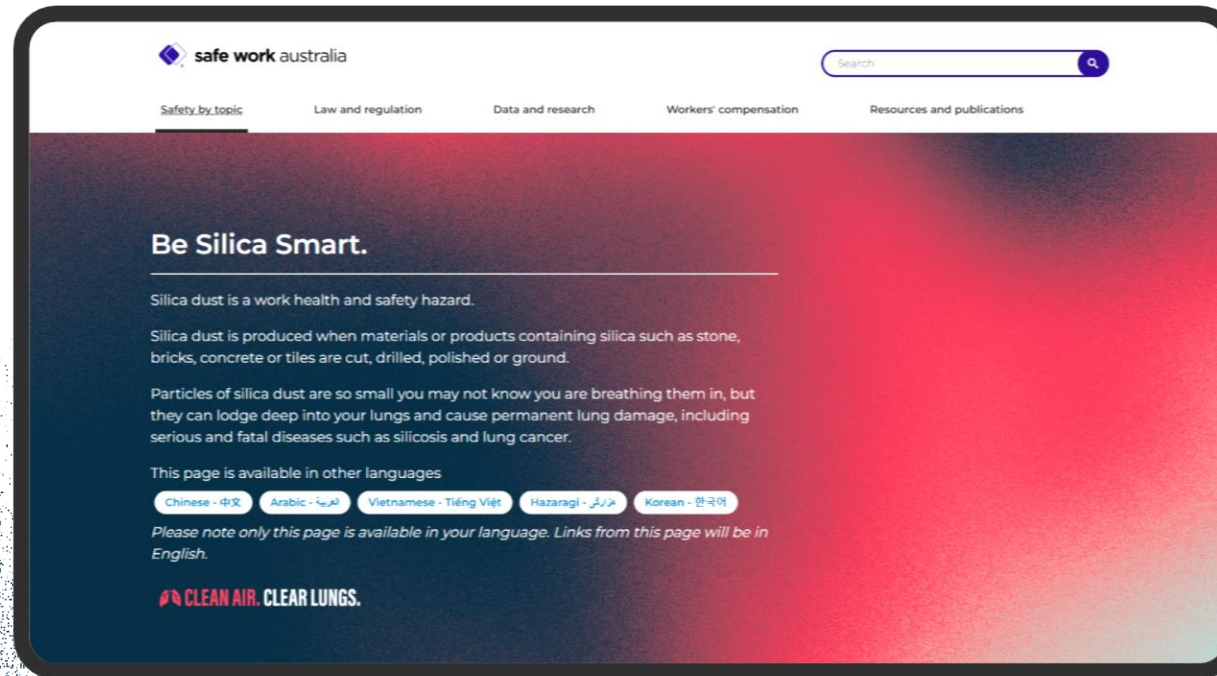 safe work australia
Search
Safety by topic Law and regulation Data and research Workers' compensation Resources and publications
Be Silica Smart.
Silica dust is a work health and safety hazard.
Silica dust is produced when materials or products containing silica such as stone,
bricks, concrete or tiles are cut, drilled, polished or ground.
Particles of silica dust are so small you may not know you are breathing them in, but
they can lodge deep into your lungs and cause permanent lung damage, including
serious and fatal diseases such as silicosis and lung cancer.
This page is available in other languages
Chinese - 中文 Arabic - العربية Vietnamese - Tiếng Việt Hazaragi - هزارگی Korean - 한국어
Please note only this page is available in your language. Links from this page will be in
English.
CLEAN AIR. CLEAR LUNGS.